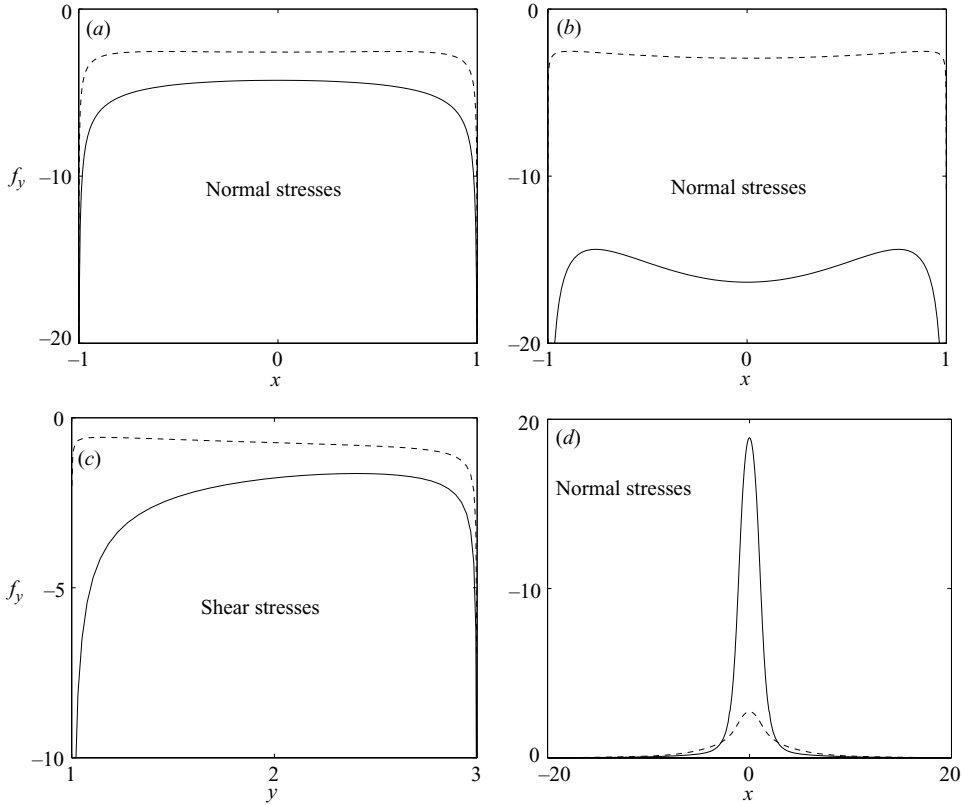 0
(a)
f_y
–10
Normal stresses
–20
–1
0
1
x
0
(b)
–10
Normal stresses
–20
–1
0
1
x
0
(c)
f_y
–5
Shear stresses
–10
1
2
3
y
20
(d)
Normal stresses
–10
0
–20
0
20
x